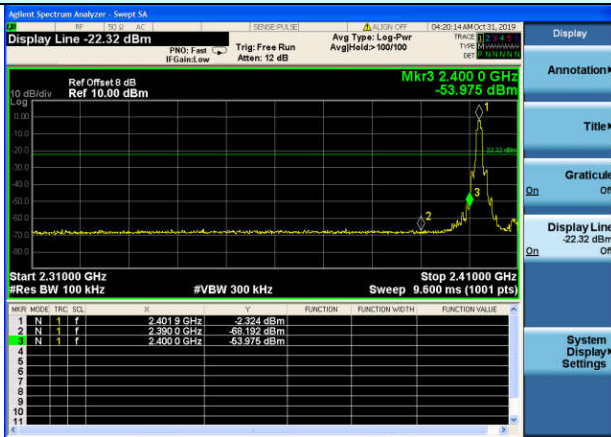 Agilent Spectrum Analyzer - Swept SA
RF 50 Ω AC SENSE:PULSE ALIGN OFF 04:20:14 AM Oct 31, 2019
Display Line -22.32 dBm
PNO: Fast
IFGain:Low
Trig: Free Run
Atten: 12 dB
Avg Type: Log-Pwr
Avg|Hold:> 100/100
TRACE 1 2 3 4 5 6
TYPE M
DET P N N N N N
Mkr3 2.400 0 GHz
-53.975 dBm
Ref Offset 8 dB
Ref 10.00 dBm
10 dB/div
Log
0.00
-10.0
-20.0
-30.0
-40.0
-50.0
-60.0
-70.0
-80.0
1
-22.32 dBm
3
2
Start 2.31000 GHz
Stop 2.41000 GHz
#Res BW 100 kHz
#VBW 300 kHz
Sweep 9.600 ms (1001 pts)
MKR MODE TRC SCL X Y FUNCTION FUNCTION WIDTH FUNCTION VALUE
1 N 1 f 2.401 9 GHz -2.324 dBm
2 N 1 f 2.390 0 GHz -68.192 dBm
3 N 1 f 2.400 0 GHz -53.975 dBm
4
5
6
7
8
9
10
11
Display
Annotation
Title
Graticule
On Off
Display Line
-22.32 dBm
On Off
System
Display
Settings